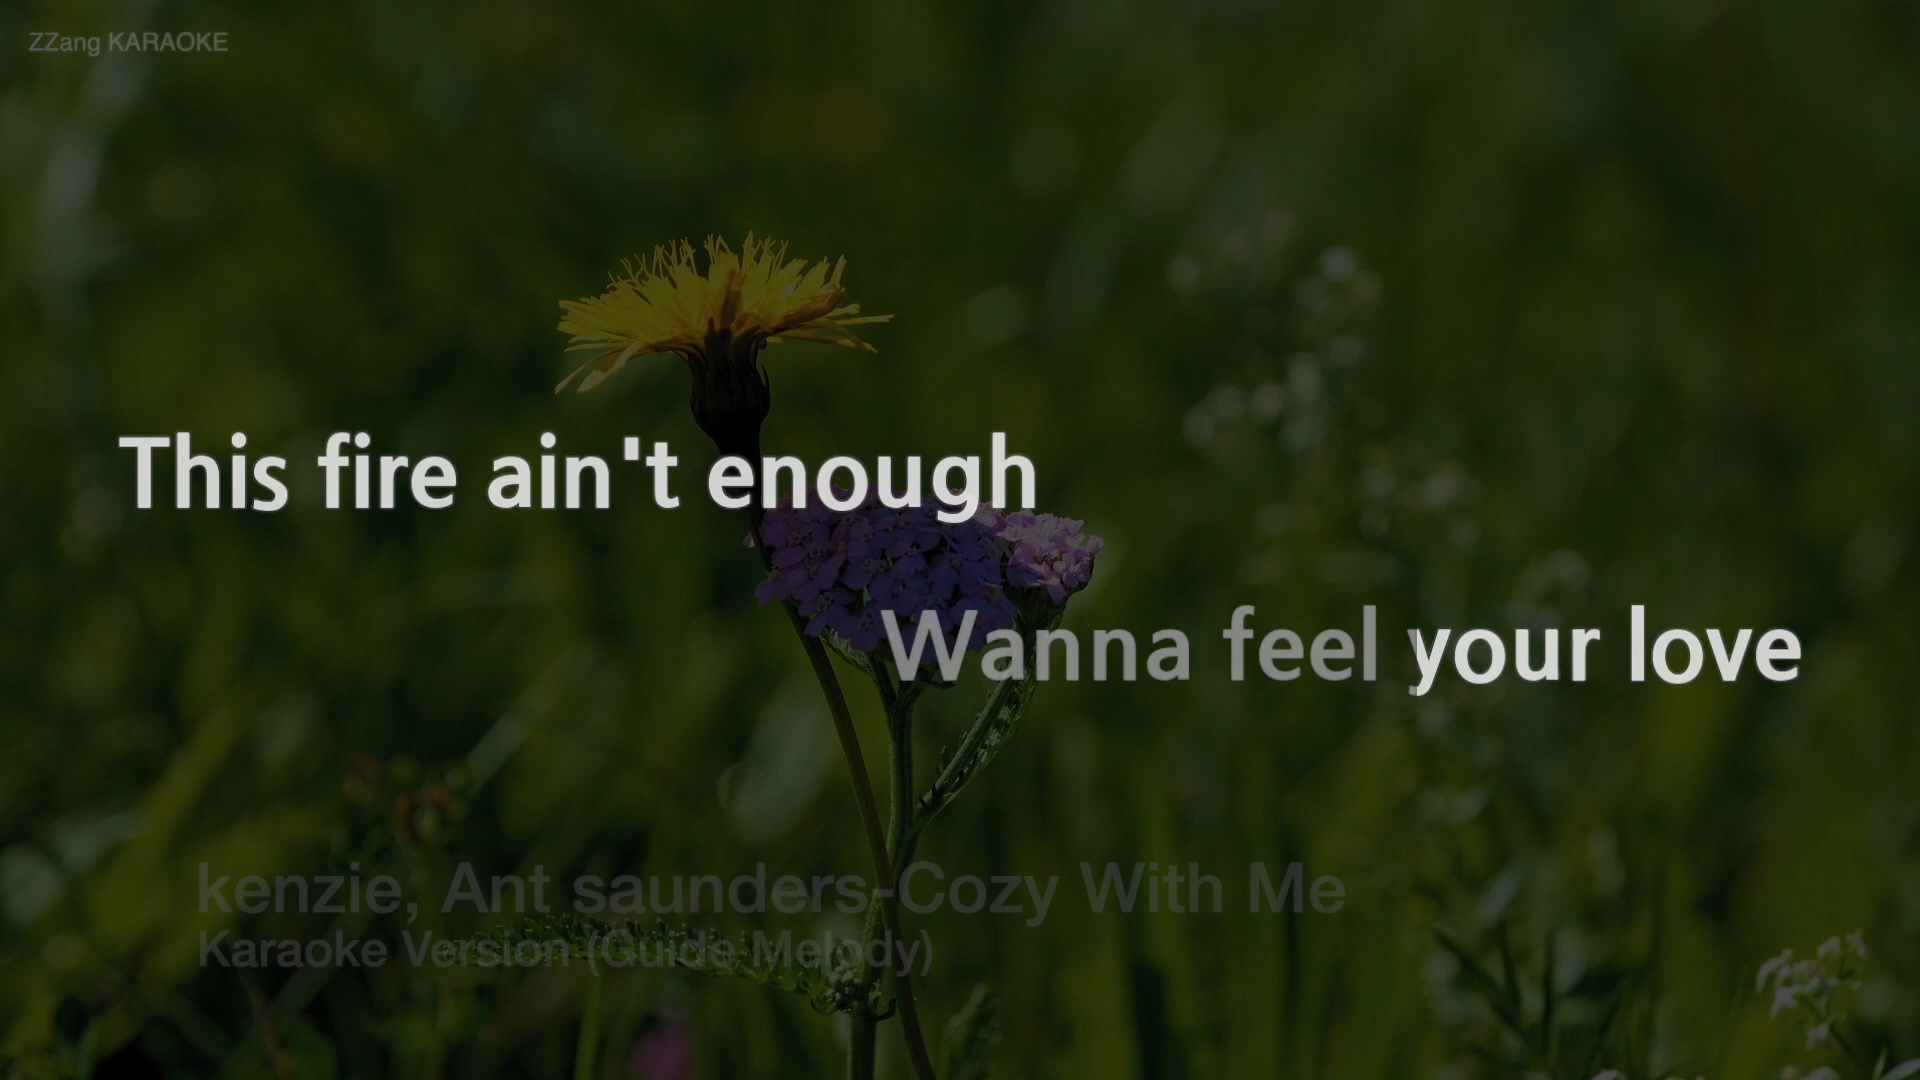 ZZang KARAOKE
This fire ain't enough
Wanna feel your love
kenzie, Ant saunders-Cozy With Me
Karaoke Version (Guide Melody)